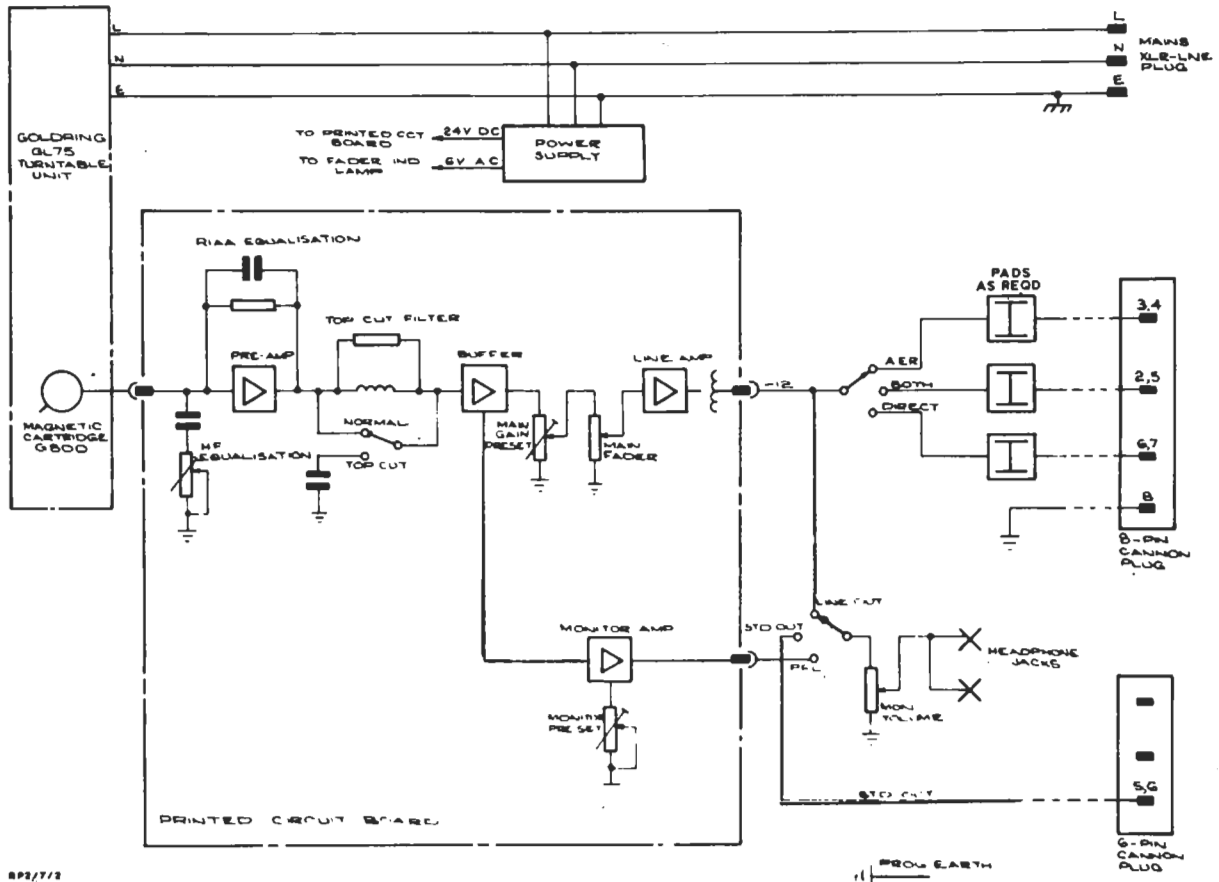 L
L
N
N
E
E
MAINS
XLR-LNE
PLUG
GOLDRING
GL75
TURNTABLE
UNIT
TO PRINTED CCT
BOARD
24V DC
TO FADER IND
LAMP
6V AC
POWER
SUPPLY
RIAA EQUALISATION
PRE-AMP
TOP CUT FILTER
BUFFER
LINE AMP
PADS
AS REQD
3,4
AER
-12
BOTH
2,5
DIRECT
MAGNETIC
CARTRIDGE
G800
HF
EQUALISATION
NORMAL
TOP CUT
MAIN
GAIN
PRESET
MAIN
FADER
6,7
8
8-PIN
CANNON
PLUG
LINE OUT
STD OUT
MONITOR AMP
PFL
HEADPHONE
JACKS
MON
VOLUME
MONITOR
PRESET
STD OUT
5,6
PRINTED CIRCUIT BOARD
6-PIN
CANNON
PLUG
PROG EARTH
RP2/7/2